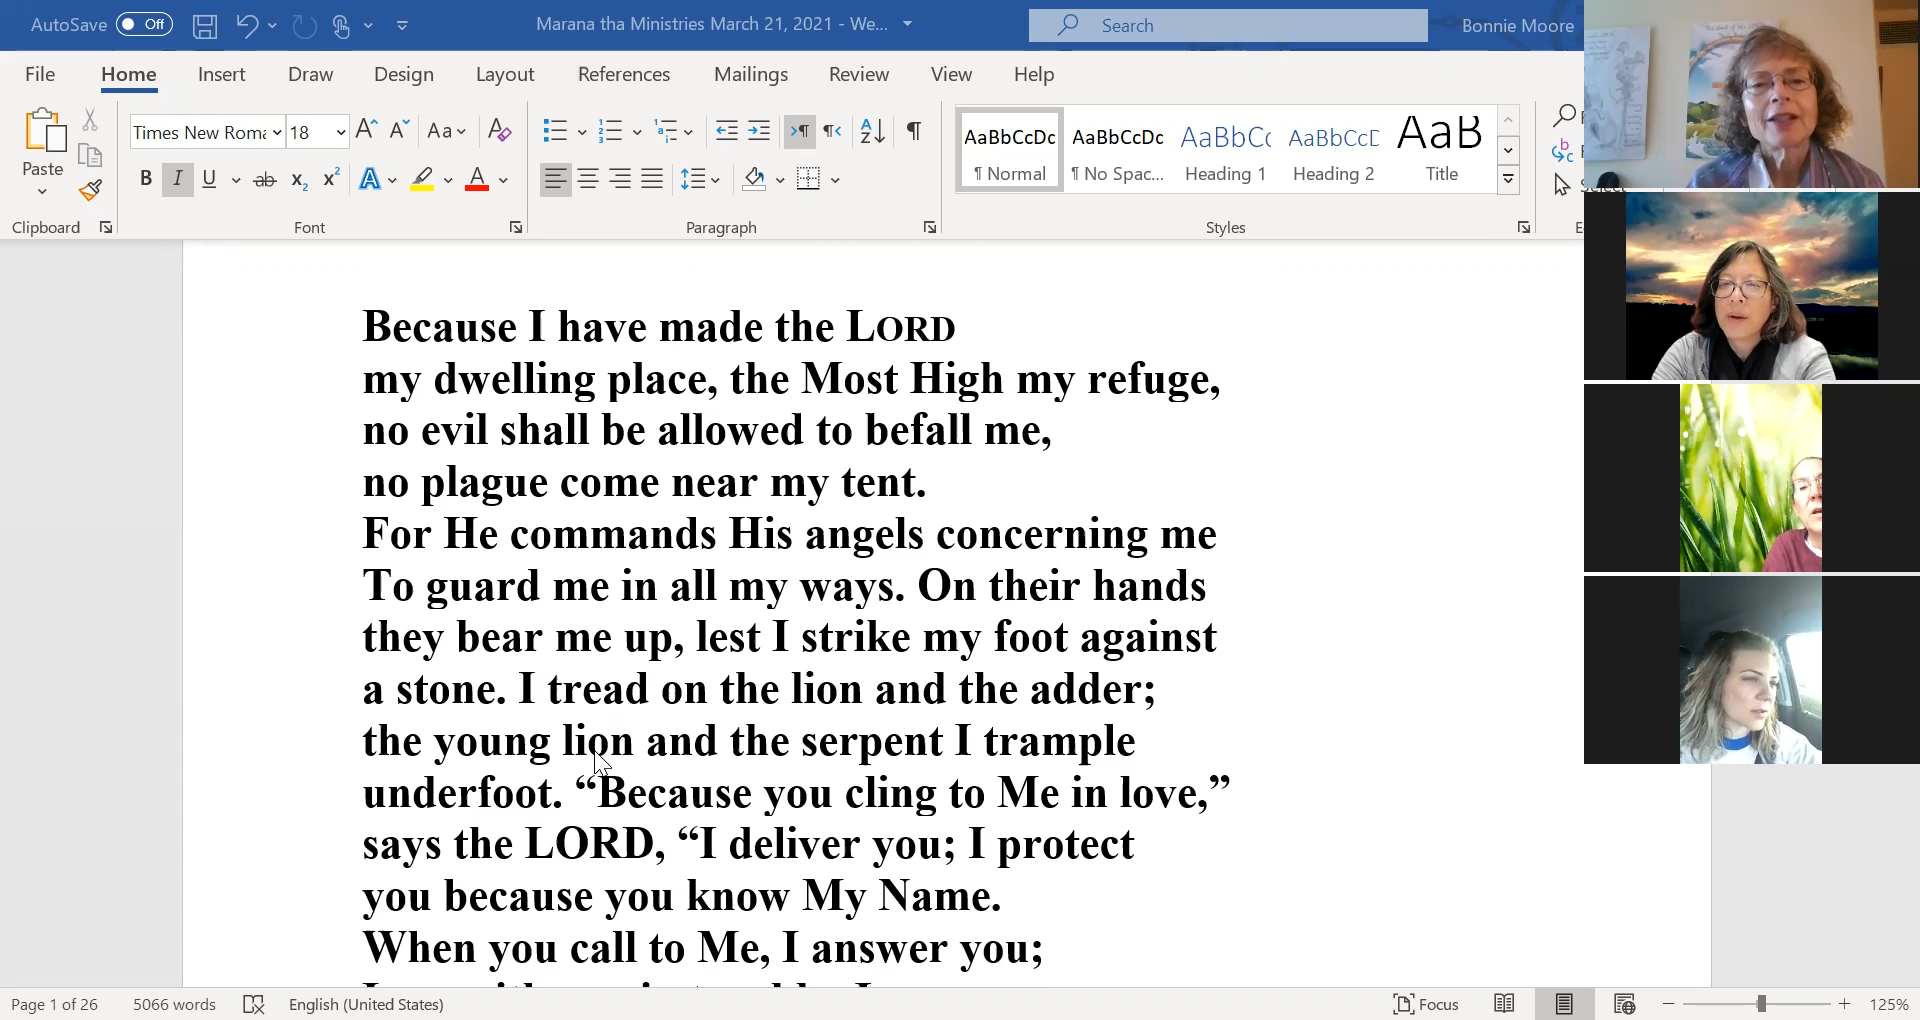 AutoSave Off Marana tha Ministries March 21, 2021 - We... Search Bonnie Moore
File Home Insert Draw Design Layout References Mailings Review View Help
Times New Roma 18 Aa
Paste B I U ab x2 x2 A A
AaBbCcDc AaBbCcDc AaBbCc AaBbCcD AaB
¶ Normal ¶ No Spac... Heading 1 Heading 2 Title
Select
Clipboard Font Paragraph Styles
Because I have made the LORD
my dwelling place, the Most High my refuge,
no evil shall be allowed to befall me,
no plague come near my tent.
For He commands His angels concerning me
To guard me in all my ways. On their hands
they bear me up, lest I strike my foot against
a stone. I tread on the lion and the adder;
the young lion and the serpent I trample
underfoot. “Because you cling to Me in love,”
says the LORD, “I deliver you; I protect
you because you know My Name.
When you call to Me, I answer you;
Page 1 of 26 5066 words English (United States) Focus 125%